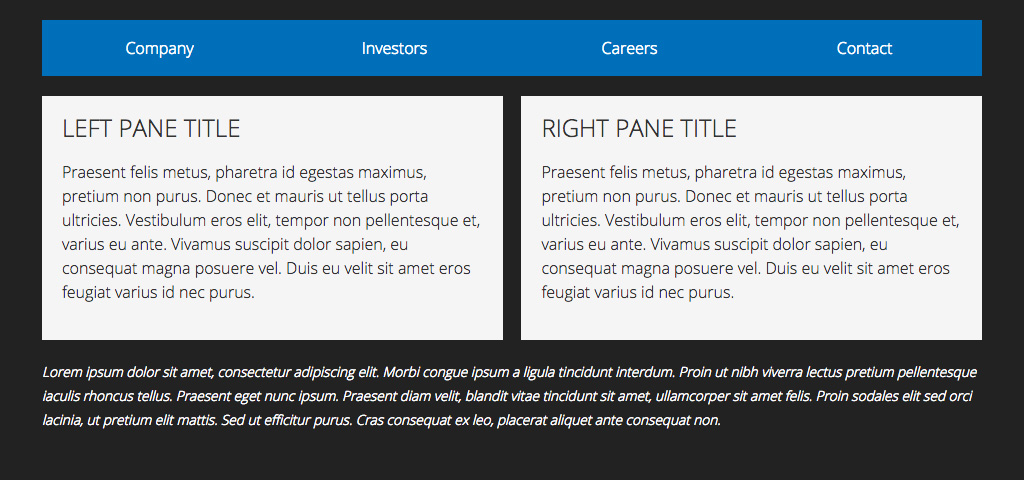 Company Investors Careers Contact
LEFT PANE TITLE
Praesent felis metus, pharetra id egestas maximus,
pretium non purus. Donec et mauris ut tellus porta
ultricies. Vestibulum eros elit, tempor non pellentesque et,
varius eu ante. Vivamus suscipit dolor sapien, eu
consequat magna posuere vel. Duis eu velit sit amet eros
feugiat varius id nec purus.
RIGHT PANE TITLE
Praesent felis metus, pharetra id egestas maximus,
pretium non purus. Donec et mauris ut tellus porta
ultricies. Vestibulum eros elit, tempor non pellentesque et,
varius eu ante. Vivamus suscipit dolor sapien, eu
consequat magna posuere vel. Duis eu velit sit amet eros
feugiat varius id nec purus.
Lorem ipsum dolor sit amet, consectetur adipiscing elit. Morbi congue ipsum a ligula tincidunt interdum. Proin ut nibh viverra lectus pretium pellentesque
iaculis rhoncus tellus. Praesent eget nunc ipsum. Praesent diam velit, blandit vitae tincidunt sit amet, ullamcorper sit amet felis. Proin sodales elit sed orci
lacinia, ut pretium elit mattis. Sed ut efficitur purus. Cras consequat ex leo, placerat aliquet ante consequat non.